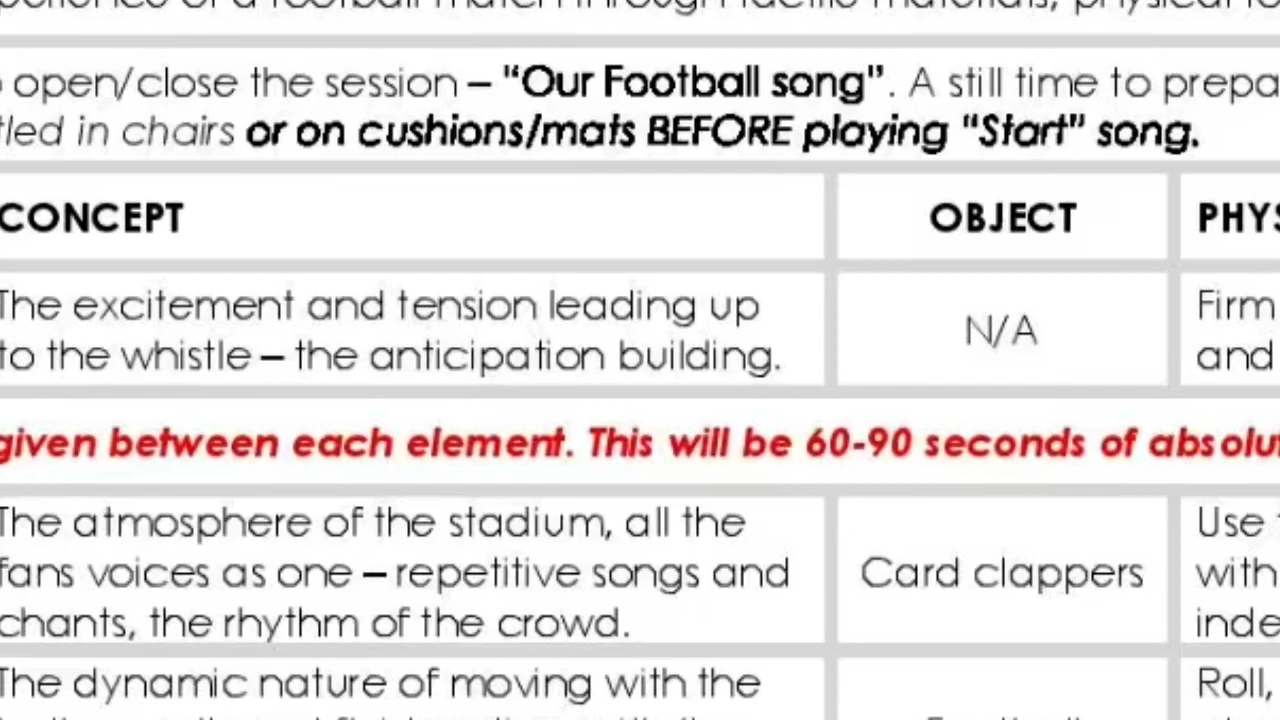 open/close the session – “Our Football song”. A still time to prepa
tled in chairs or on cushions/mats BEFORE playing “Start” song.
CONCEPT OBJECT PHYS
The excitement and tension leading up
to the whistle – the anticipation building.
N/A
Firm
and
given between each element. This will be 60-90 seconds of absolut
The atmosphere of the stadium, all the
fans voices as one – repetitive songs and
chants, the rhythm of the crowd.
Card clappers
Use
with
inde
The dynamic nature of moving with the
Roll,